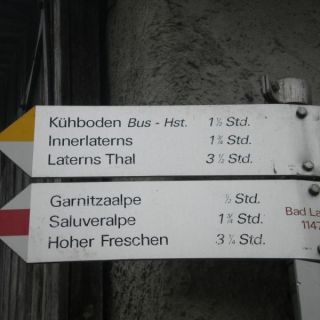 Kühboden Bus - Hst. 1½ Std.
Innerlaterns 1¾ Std.
Laterns Thal 3½ Std.
Garnitzaalpe ½ Std.
Saluveralpe 1¾ Std.
Hoher Freschen 3¼ Std.
Bad La
1147